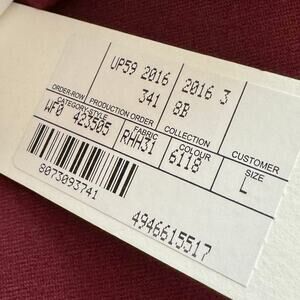 UP59 2016 2016 3
341 8B
ORDER-ROW PRODUCTION ORDER COLLECTION CUSTOMER
CATEGORY-STYLE FABRIC COLOUR SIZE
WF0 423505 RHH31 6118 L
8073093741
4946615517